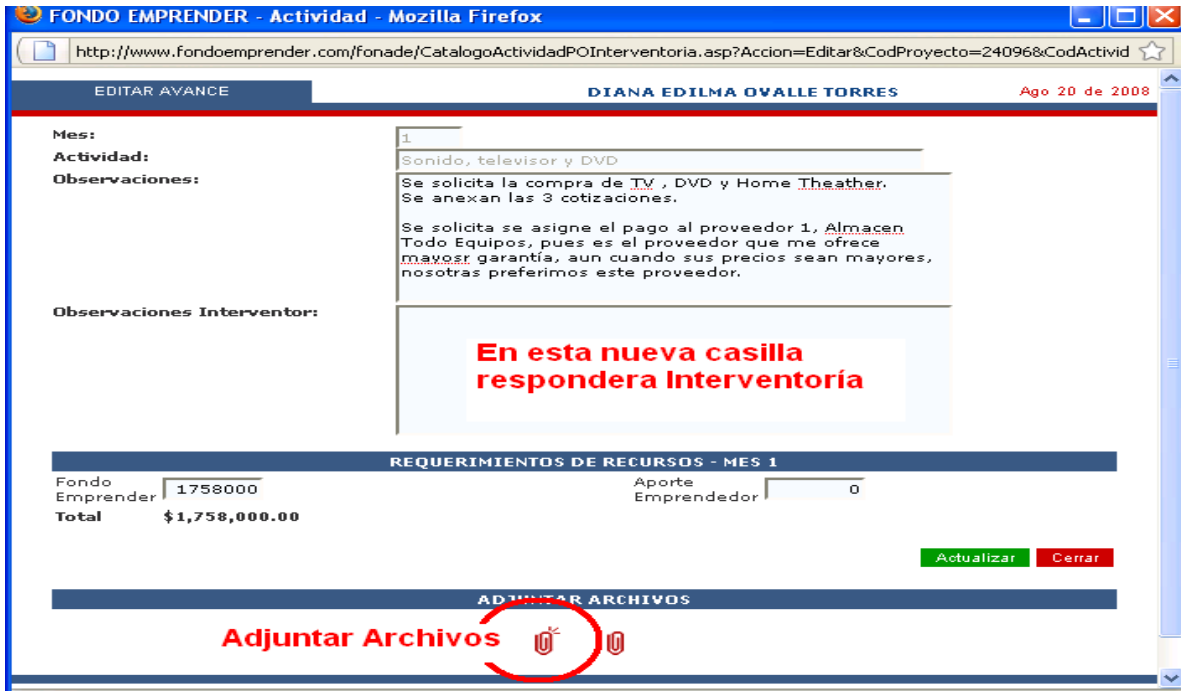 FONDO EMPRENDER - Actividad - Mozilla Firefox
http://www.fondoemprender.com/fonade/CatalogoActividadPOInterventoria.asp?Accion=Editar&CodProyecto=24096&CodActivid
EDITAR AVANCE DIANA EDILMA OVALLE TORRES Ago 20 de 2008
Mes: 1
Actividad: Sonido, televisor y DVD
Observaciones: Se solicita la compra de TV , DVD y Home Theather.
Se anexan las 3 cotizaciones.
Se solicita se asigne el pago al proveedor 1, Almacen
Todo Equipos, pues es el proveedor que me ofrece
mayosr garantía, aun cuando sus precios sean mayores,
nosotras preferimos este proveedor.
Observaciones Interventor:
En esta nueva casilla
respondera Interventoría
REQUERIMIENTOS DE RECURSOS - MES 1
Fondo
Emprender 1758000
Aporte
Emprendedor 0
Total $1,758,000.00
Actualizar Cerrar
ADJUNTAR ARCHIVOS
Adjuntar Archivos